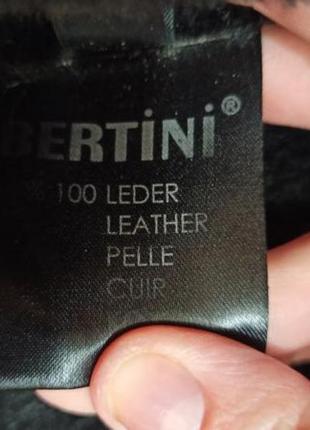 BERTiNi®
% 100 LEDER
LEATHER
PELLE
CUIR